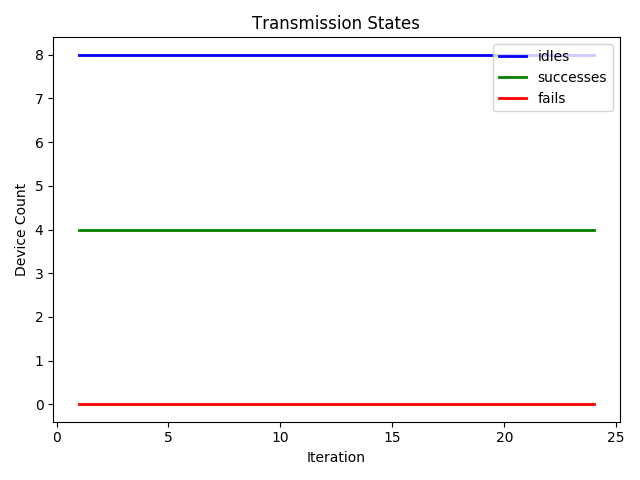 Transmission States
idles
successes
fails
Device Count
8
7
6
5
4
3
2
1
0
0 5 10 15 20 25
Iteration